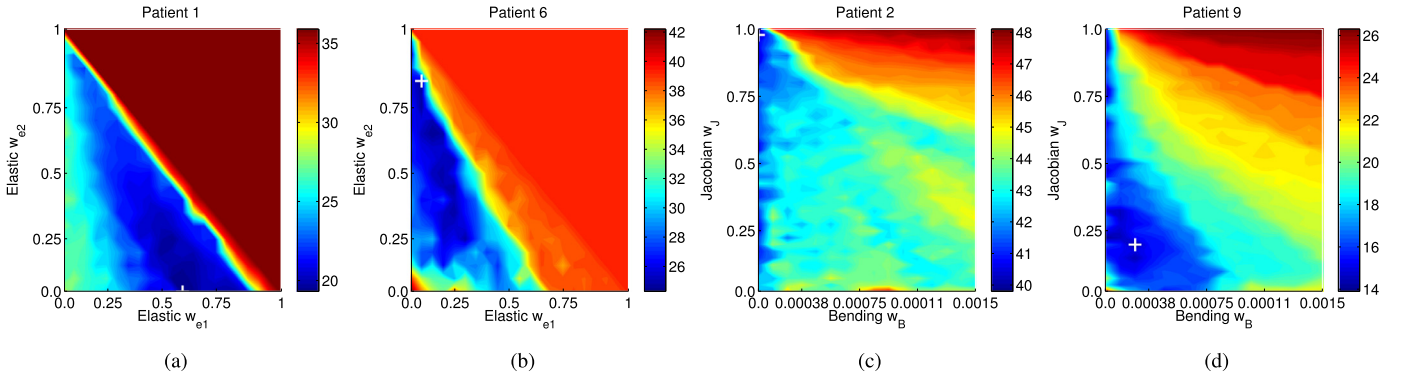 Patient 1
Patient 6
Patient 2
Patient 9
1
0.75
0.5
0.25
0.0
Elastic w_e2
0.0 0.25 0.5 0.75 1
Elastic w_e1
35
30
25
20
(a)
1
0.75
0.5
0.25
0.0
Elastic w_e2
0.0 0.25 0.5 0.75 1
Elastic w_e1
42
40
38
36
34
32
30
28
26
(b)
1.0
0.75
0.5
0.25
0.0
Jacobian w_J
0.0 0.00038 0.00075 0.00011 0.0015
Bending w_B
48
47
46
45
44
43
42
41
40
(c)
1.0
0.75
0.5
0.25
0.0
Jacobian w_J
0.0 0.00038 0.00075 0.00011 0.0015
Bending w_B
26
24
22
20
18
16
14
(d)